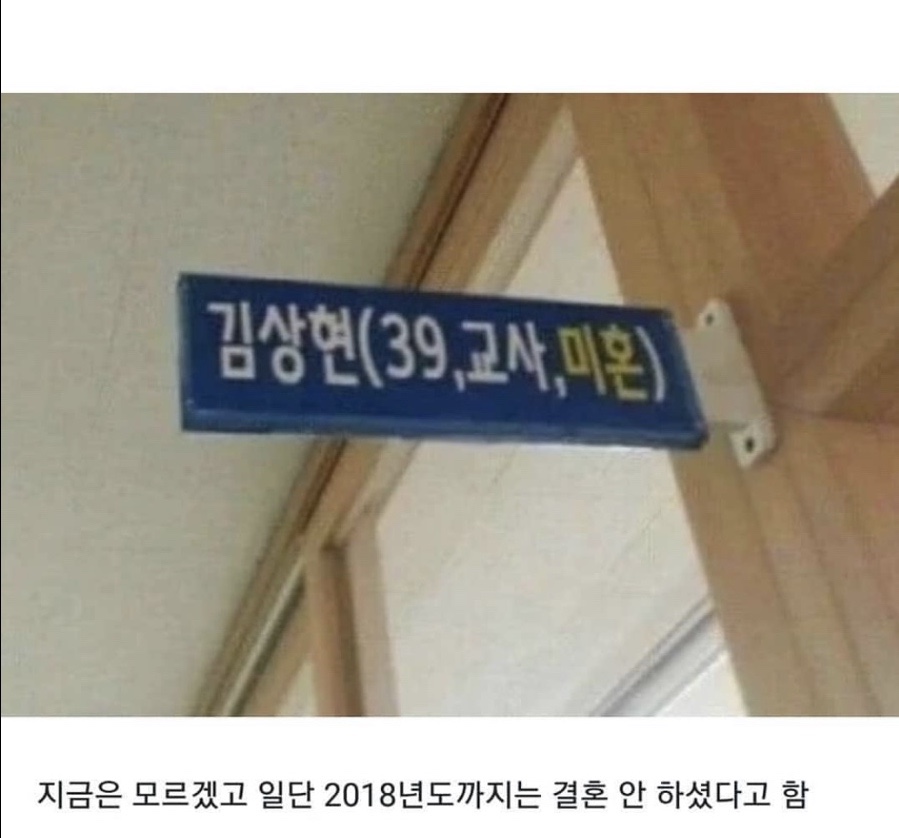 김상현(39,교사,미혼)
지금은 모르겠고 일단 2018년도까지는 결혼 안 하셨다고 함